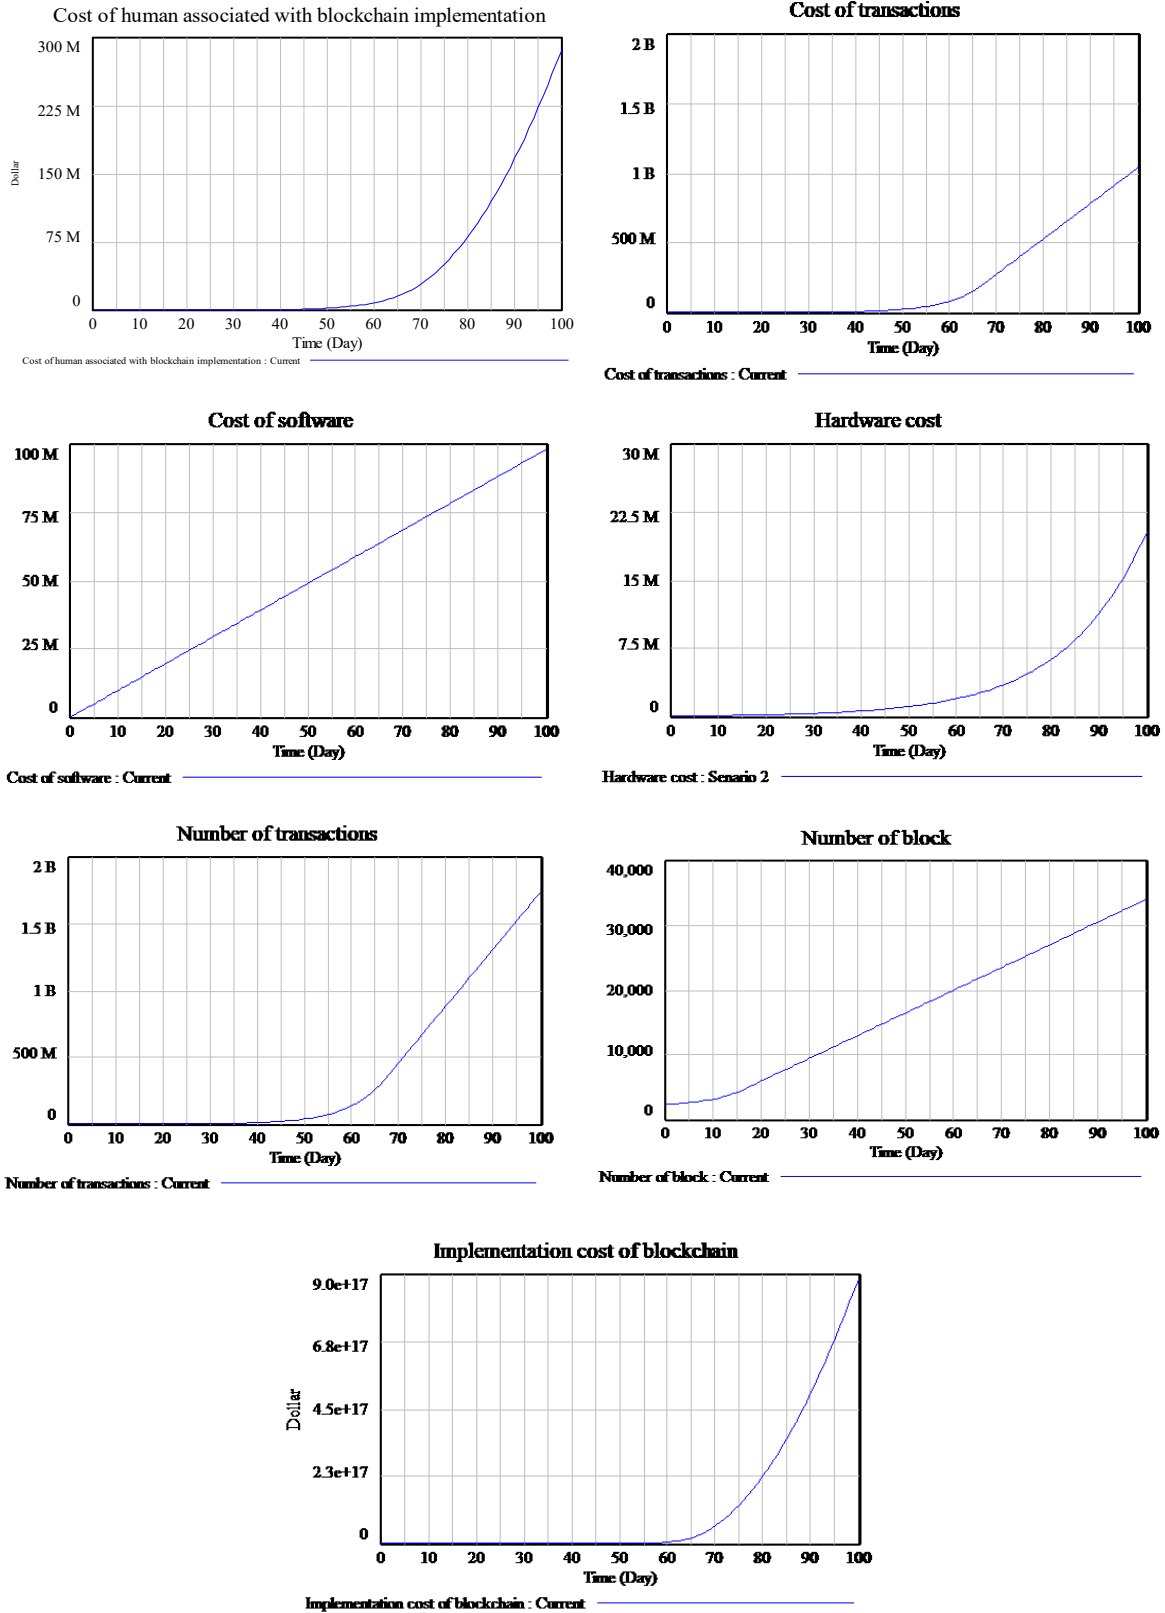 Cost of human associated with blockchain implementation
300 M
225 M
150 M
75 M
0
Dollar
0 10 20 30 40 50 60 70 80 90 100
Time (Day)
Cost of human associated with blockchain implementation : Current
Cost of transactions
2 B
1.5 B
1 B
500 M
0
0 10 20 30 40 50 60 70 80 90 100
Time (Day)
Cost of transactions : Current
Cost of software
100 M
75 M
50 M
25 M
0
0 10 20 30 40 50 60 70 80 90 100
Time (Day)
Cost of software : Current
Hardware cost
30 M
22.5 M
15 M
7.5 M
0
0 10 20 30 40 50 60 70 80 90 100
Time (Day)
Hardware cost : Senario 2
Number of transactions
2 B
1.5 B
1 B
500 M
0
0 10 20 30 40 50 60 70 80 90 100
Time (Day)
Number of transactions : Current
Number of block
40,000
30,000
20,000
10,000
0
0 10 20 30 40 50 60 70 80 90 100
Time (Day)
Number of block : Current
Implementation cost of blockchain
9.0e+17
6.8e+17
4.5e+17
2.3e+17
0
Dollar
0 10 20 30 40 50 60 70 80 90 100
Time (Day)
Implementation cost of blockchain : Current